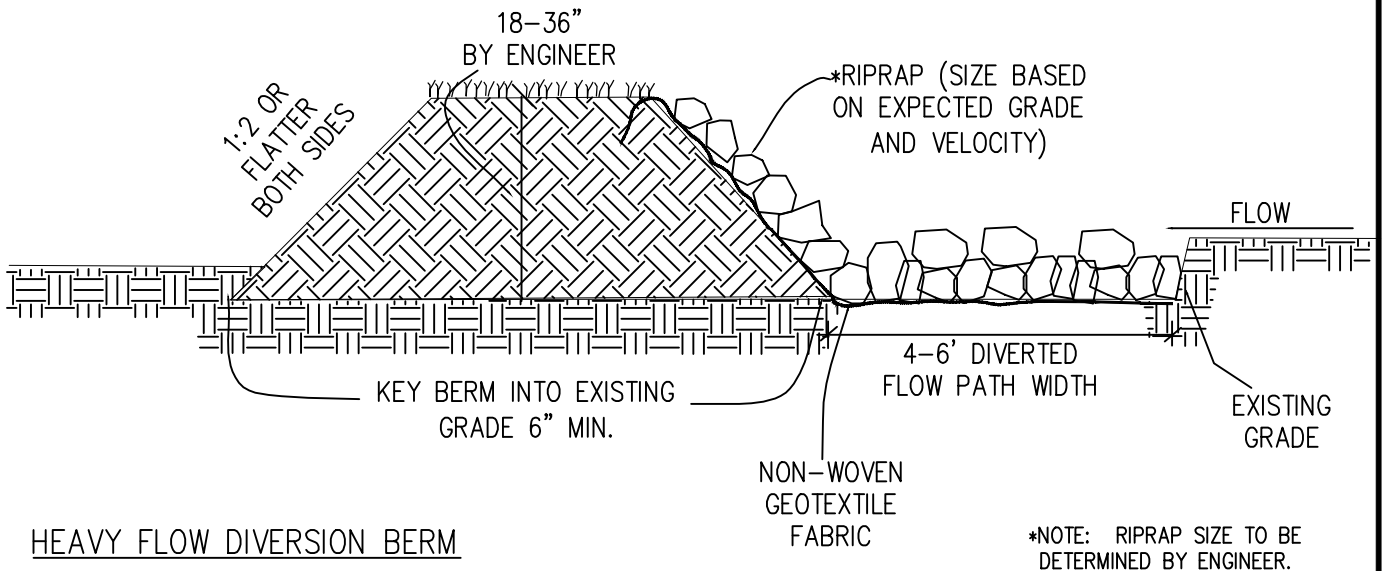 18-36"
BY ENGINEER
1:2 OR
FLATTER
BOTH SIDES
*RIPRAP (SIZE BASED
ON EXPECTED GRADE
AND VELOCITY)
FLOW
4-6' DIVERTED
FLOW PATH WIDTH
KEY BERM INTO EXISTING
GRADE 6" MIN.
EXISTING
GRADE
NON-WOVEN
GEOTEXTILE
FABRIC
HEAVY FLOW DIVERSION BERM
*NOTE: RIPRAP SIZE TO BE
DETERMINED BY ENGINEER.